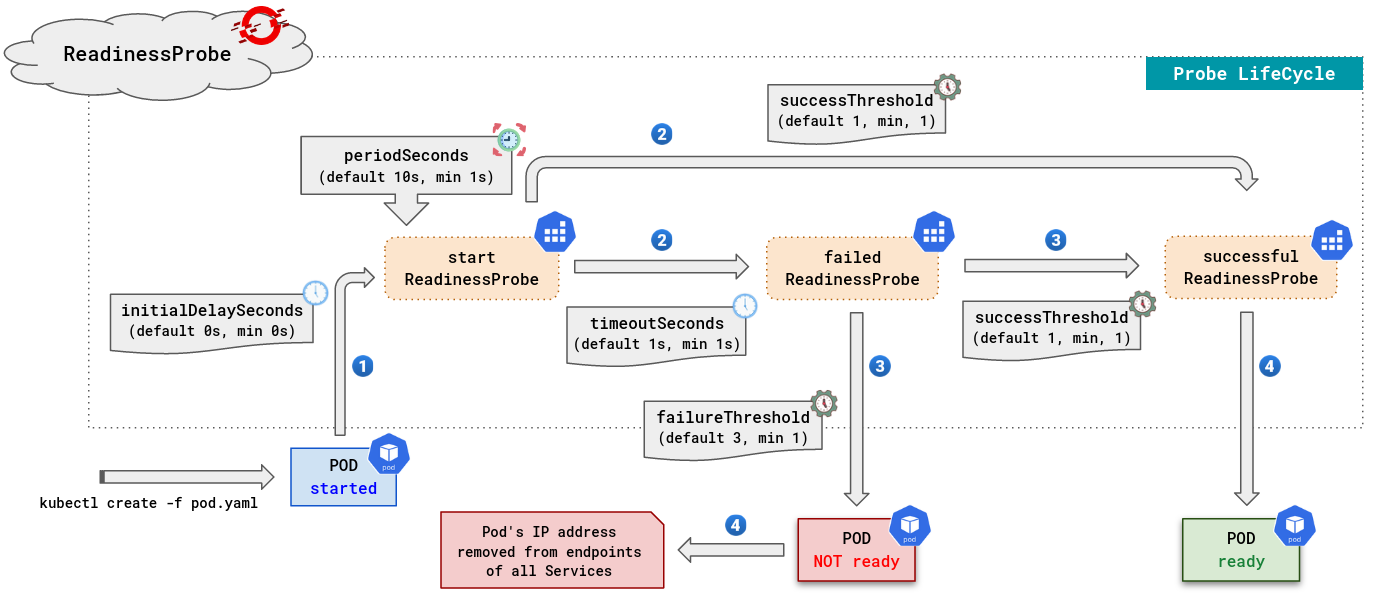 ReadinessProbe
Probe LifeCycle
successThreshold
(default 1, min, 1)
2
periodSeconds
(default 10s, min 1s)
start
ReadinessProbe
2
failed
ReadinessProbe
3
successful
ReadinessProbe
initialDelaySeconds
(default 0s, min 0s)
timeoutSeconds
(default 1s, min 1s)
successThreshold
(default 1, min, 1)
1
3
4
failureThreshold
(default 3, min 1)
POD
started
pod
kubectl create -f pod.yaml
Pod's IP address
removed from endpoints
of all Services
4
POD
NOT ready
pod
POD
ready
pod